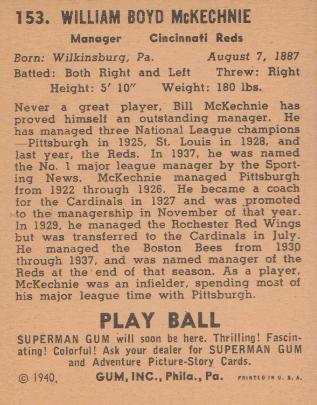 153. WILLIAM BOYD McKECHNIE
Manager Cincinnati Reds
Born: Wilkinsburg, Pa. August 7, 1887
Batted: Both Right and Left Threw: Right
Height: 5' 10" Weight: 180 lbs.
Never a great player, Bill McKechnie has
proved himself an outstanding manager. He
has managed three National League champions
—Pittsburgh in 1925, St. Louis in 1928, and
last year, the Reds. In 1937, he was named
the No. 1 major league manager by the Sport-
ing News. McKechnie managed Pittsburgh
from 1922 through 1926. He became a coach
for the Cardinals in 1927 and was promoted
to the managership in November of that year.
In 1929, he managed the Rochester Red Wings
but was transferred to the Cardinals in July.
He managed the Boston Bees from 1930
through 1937, and was named manager of
the Reds at the end of that season. As a player,
McKechnie was an infielder, spending most of
his major league time with Pittsburgh.
PLAY BALL
SUPERMAN GUM will soon be here. Thrilling! Fascin-
ating! Colorful! Ask your dealer for SUPERMAN GUM
and Adventure Picture-Story Cards.
© 1940, GUM, INC., Phila., Pa. PRINTED IN U.S.A.